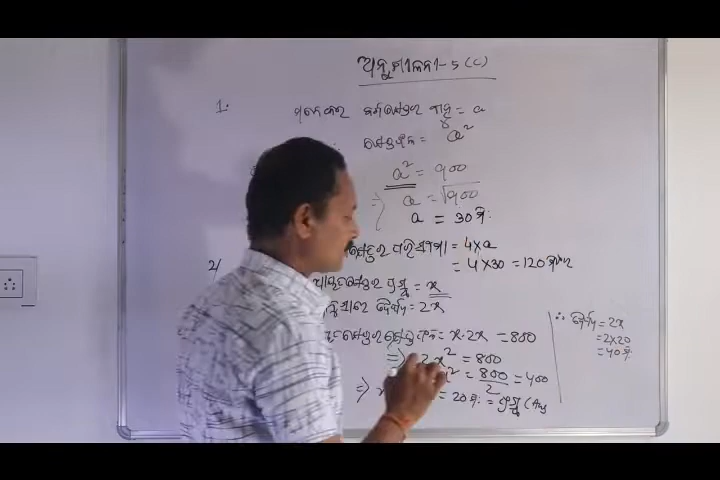 ଅନୁଶୀଳନୀ-5(C)
1. ମନେକର ବର୍ଗକ୍ଷେତ୍ରର ବାହୁ = a
କ୍ଷେତ୍ରଫଳ = a²
a² = 900
⇒ a = √900
a = 30 ମି.
ପରିସୀମା = 4×a
= 4×30 = 120 ମିଟର
2/ ପ୍ରସ୍ଥ = x
ଦୈର୍ଘ୍ୟ = 2x
କ୍ଷେତ୍ରଫଳ = x·2x = 800
⇒ 2x² = 800
= 800/2 = 400
⇒ = 20 ମି. = ପ୍ରସ୍ଥ (Ans
∴ ଦୈର୍ଘ୍ୟ = 2x
= 2×20
= 40 ମି.